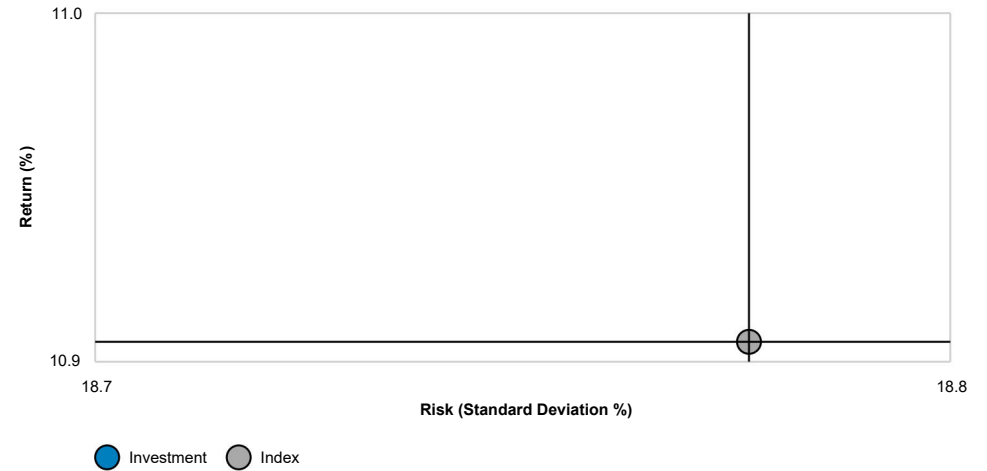 11.0
Return (%)
10.9
18.7
18.8
Risk (Standard Deviation %)
Investment
Index